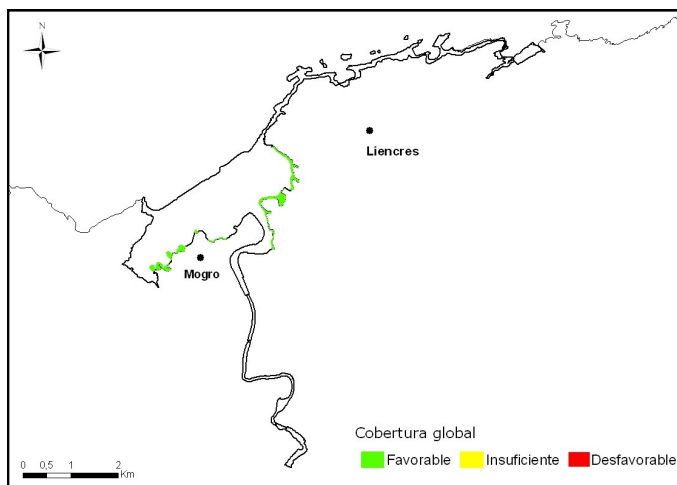 N
Liencres
Mogro
Cobertura global
Favorable Insuficiente Desfavorable
0 0,5 1 2
Km